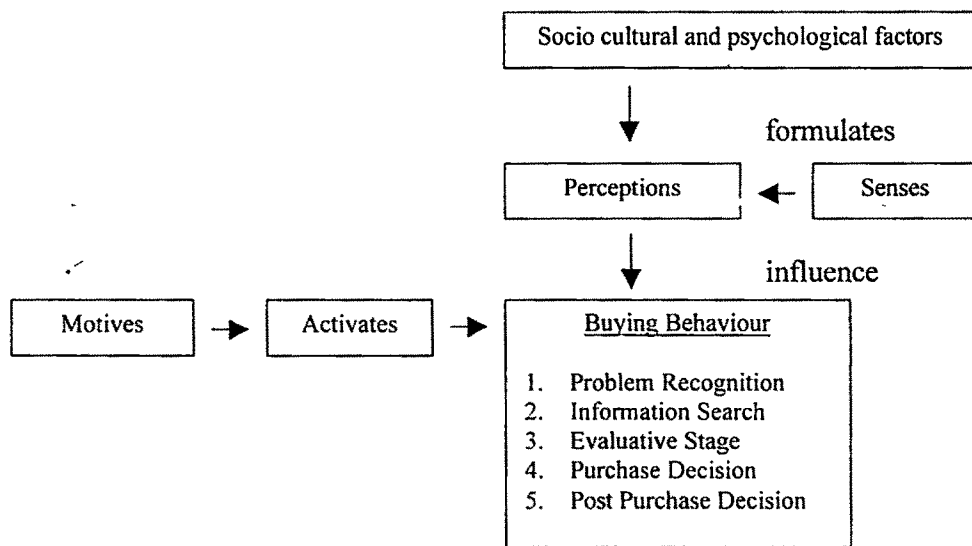 Socio cultural and psychological factors
formulates
Perceptions
Senses
influence
Motives
Activates
Buying Behaviour
1. Problem Recognition
2. Information Search
3. Evaluative Stage
4. Purchase Decision
5. Post Purchase Decision